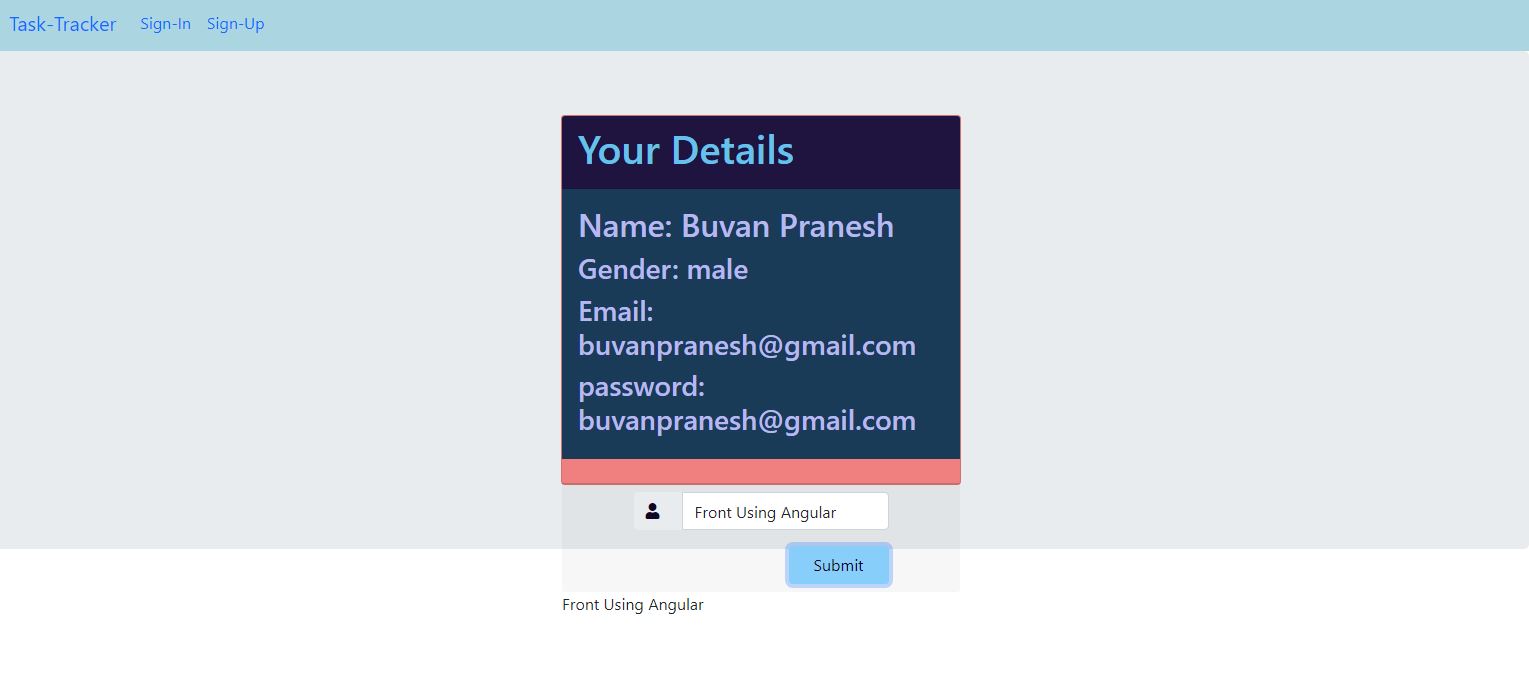 Task-Tracker Sign-In Sign-Up
Your Details
Name: Buvan Pranesh
Gender: male
Email:
buvanpranesh@gmail.com
password:
buvanpranesh@gmail.com
Front Using Angular
Submit
Front Using Angular